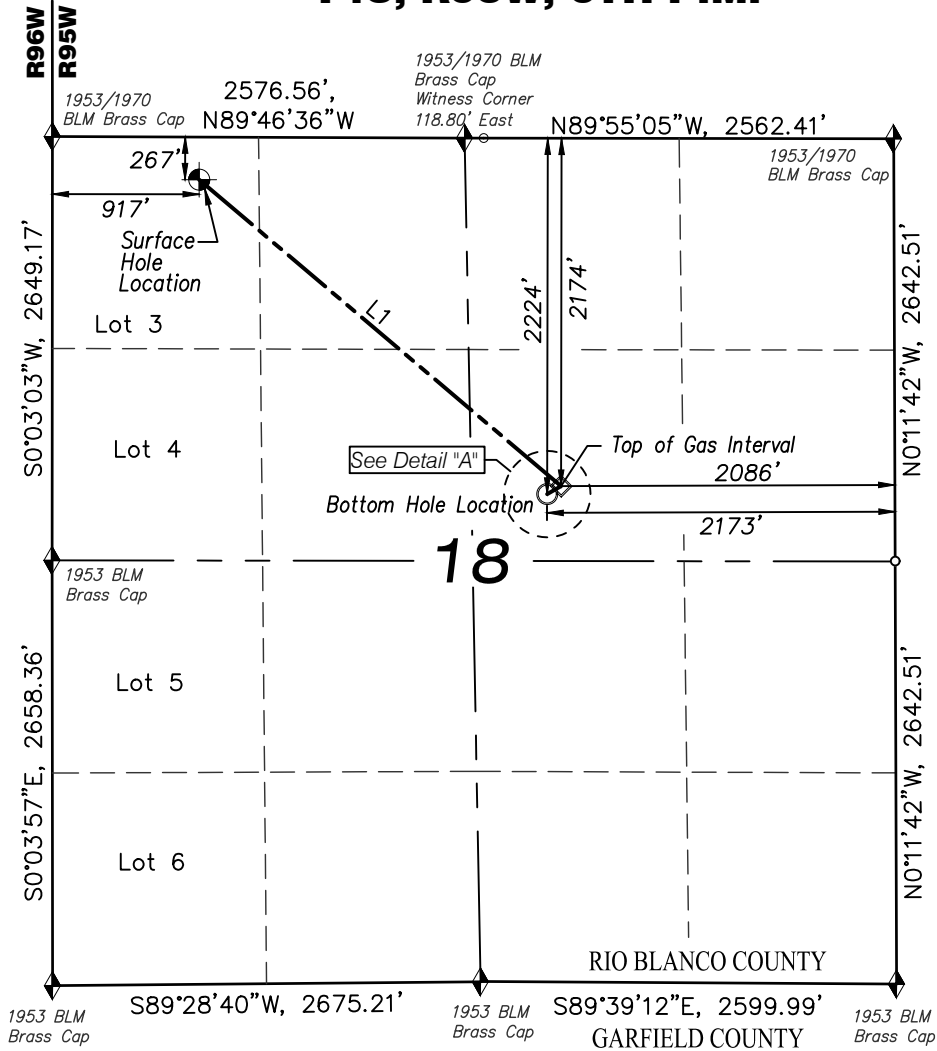 R96W
R95W
1953/1970
BLM Brass Cap
2576.56',
N89°46'36"W
1953/1970 BLM
Brass Cap
Witness Corner
118.80' East
N89°55'05"W, 2562.41'
1953/1970
BLM Brass Cap
267'
917'
Surface
Hole
Location
S0°03'03"W, 2649.17'
Lot 3
L1
2224'
2174'
N0°11'42"W, 2642.51'
Lot 4
See Detail "A"
Top of Gas Interval
2086'
Bottom Hole Location
2173'
18
1953 BLM
Brass Cap
S0°03'57"E, 2658.36'
Lot 5
N0°11'42"W, 2642.51'
Lot 6
RIO BLANCO COUNTY
S89°28'40"W, 2675.21'
S89°39'12"E, 2599.99'
1953 BLM
Brass Cap
1953 BLM
Brass Cap
1953 BLM
Brass Cap
GARFIELD COUNTY